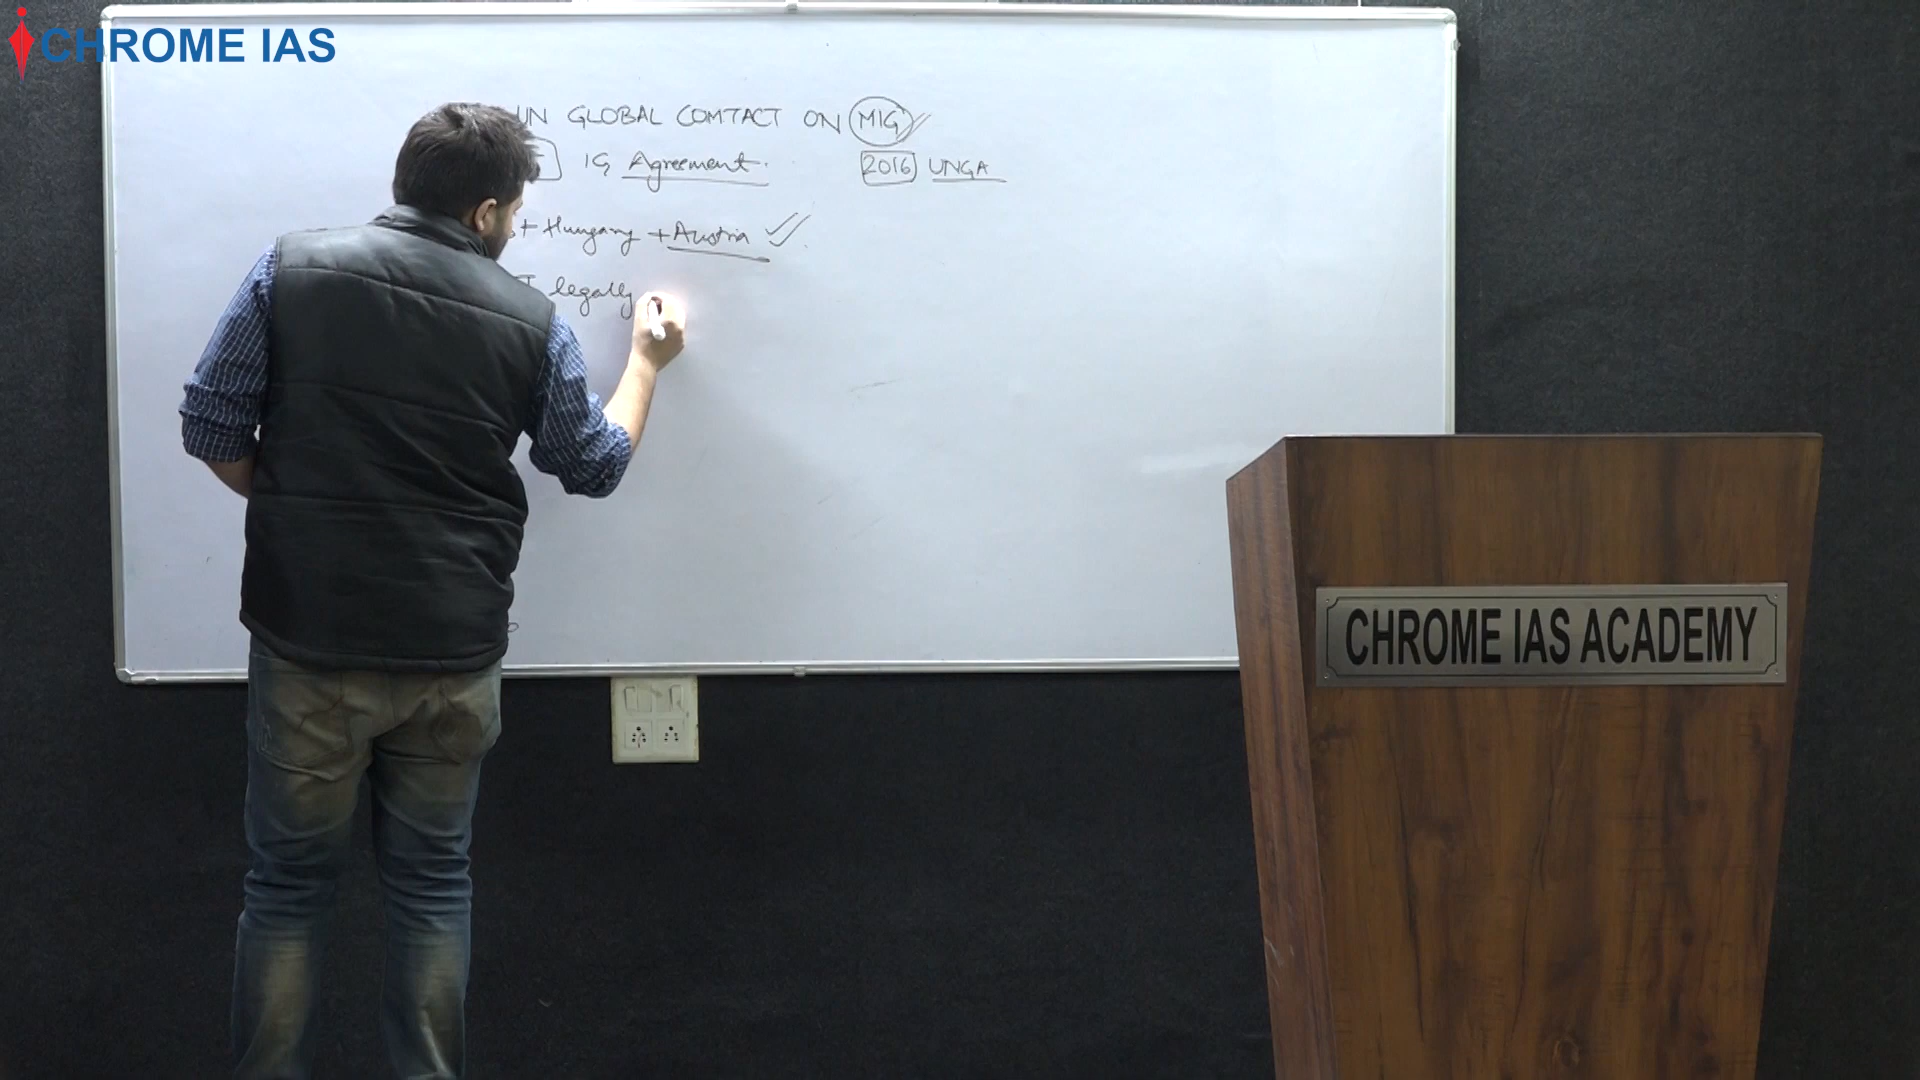 CHROME IAS
UN GLOBAL COMTACT ON MIG
IG Agreement. 2016 UNGA
+ Hungary + Austria
legally
CHROME IAS ACADEMY